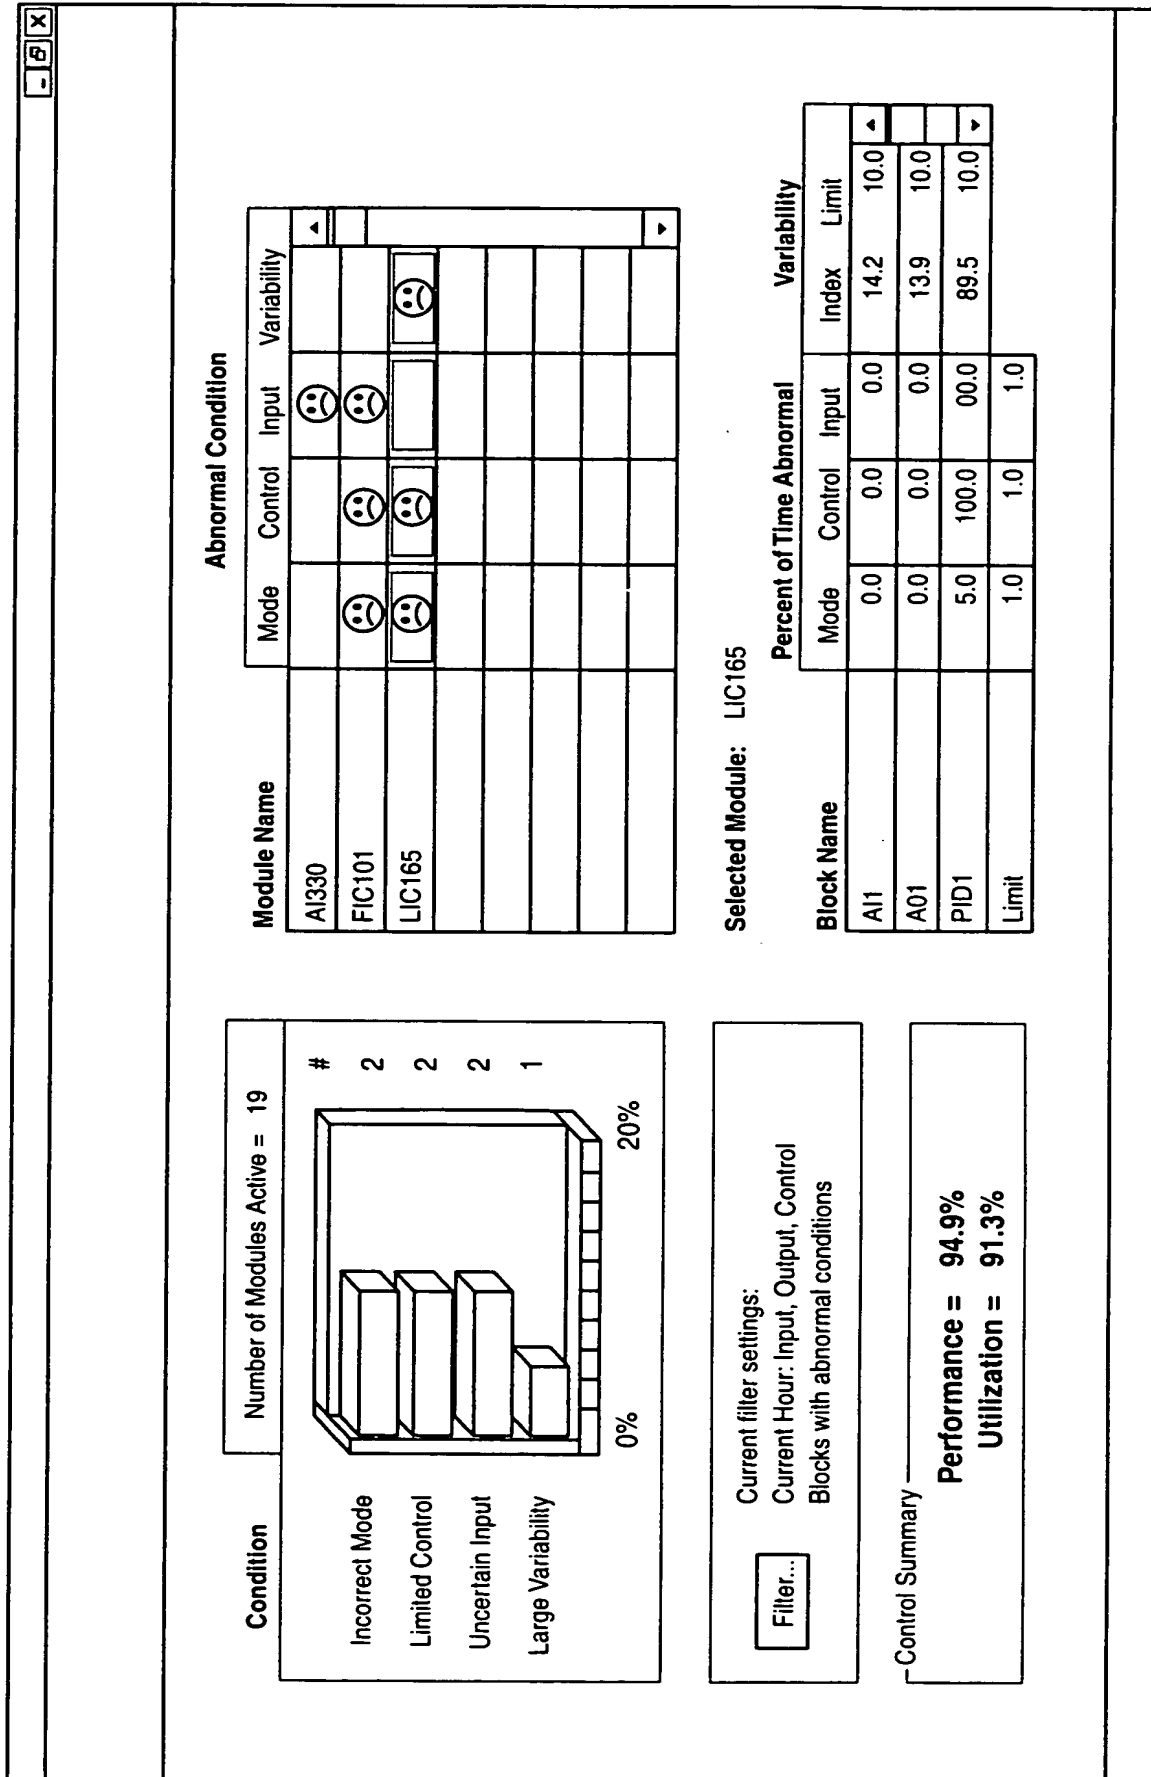 Condition
Number of Modules Active = 19
#
Incorrect Mode 2
Limited Control 2
Uncertain Input 2
Large Variability 1
0% 20%
Filter...
Current filter settings:
Current Hour: Input, Output, Control
Blocks with abnormal conditions
Control Summary
Performance = 94.9%
Utilization = 91.3%
Abnormal Condition
Module Name Mode Control Input Variability
AI330
FIC101
LIC165
Selected Module: LIC165
Percent of Time Abnormal Variability
Block Name Mode Control Input Index Limit
AI1 0.0 0.0 0.0 14.2 10.0
A01 0.0 0.0 0.0 13.9 10.0
PID1 5.0 100.0 00.0 89.5 10.0
Limit 1.0 1.0 1.0